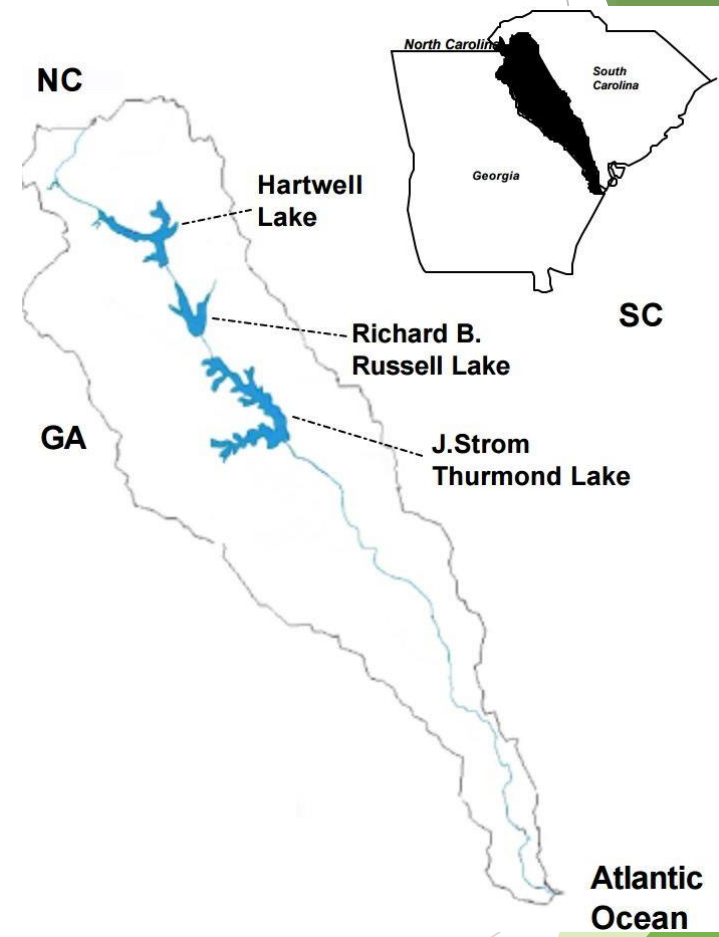 North Carolina
South
Carolina
Georgia
NC
Hartwell
Lake
SC
Richard B.
Russell Lake
GA
J.Strom
Thurmond Lake
Atlantic
Ocean